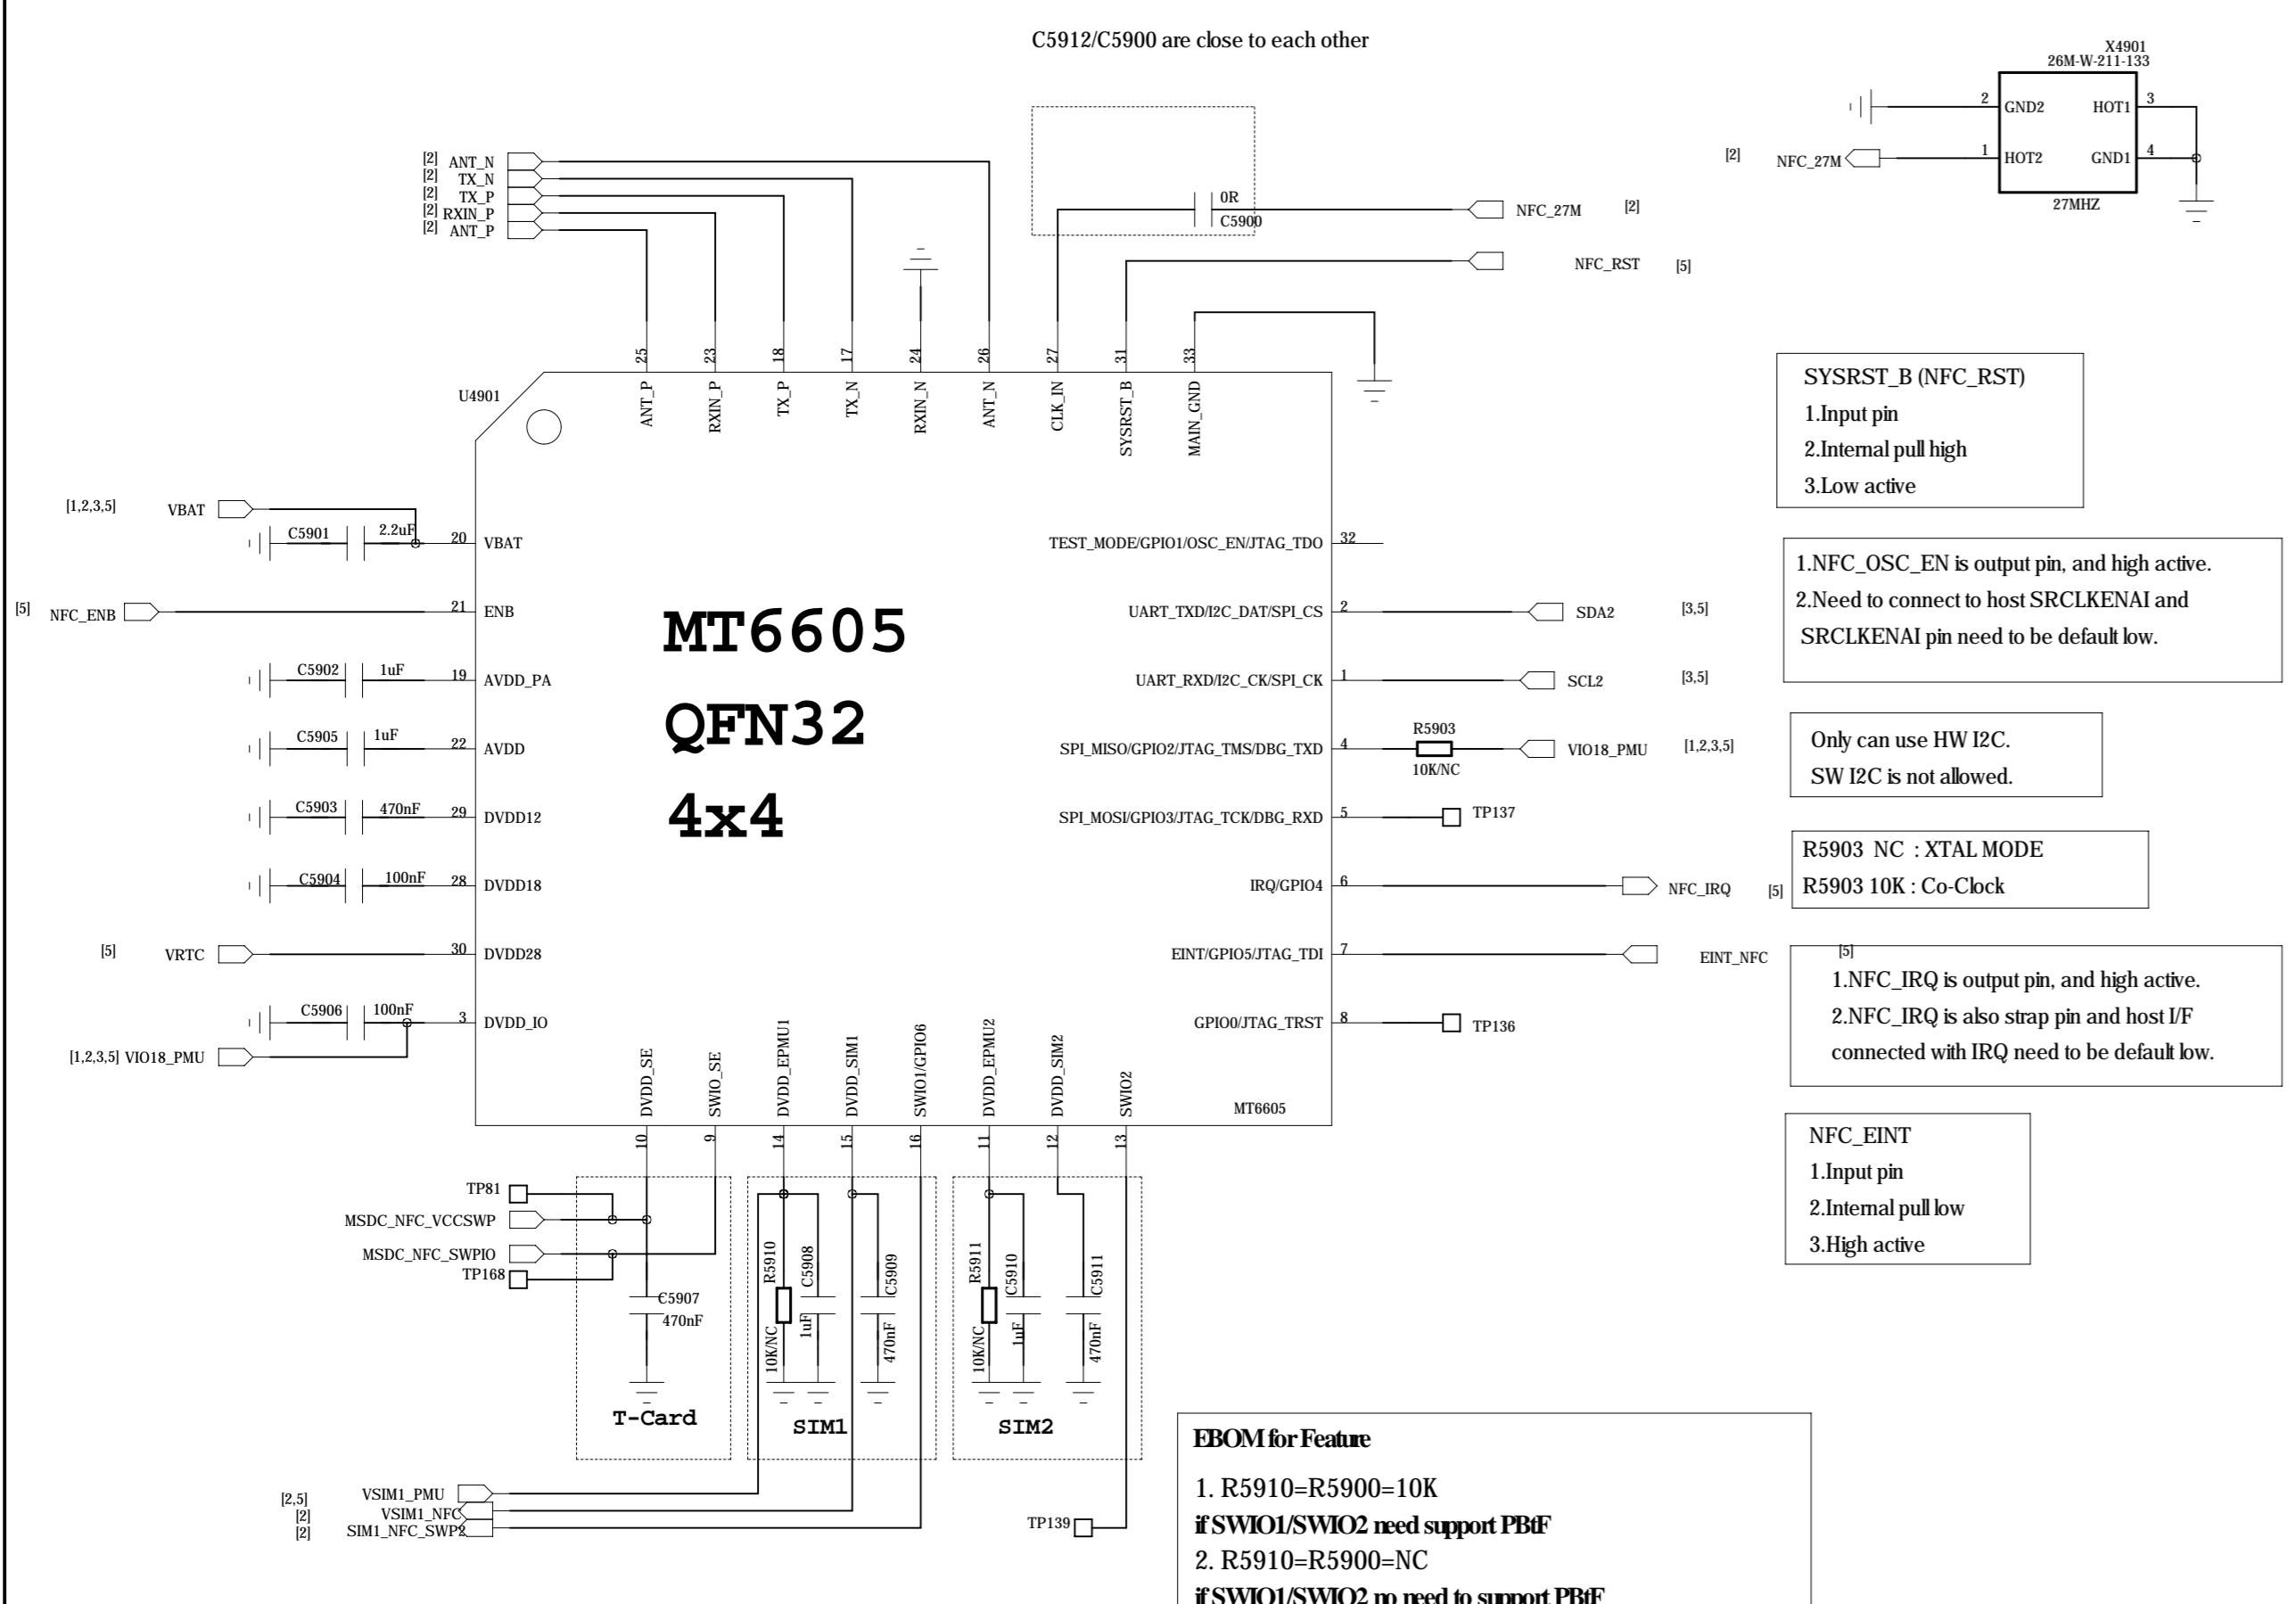 C5912/C5900 are close to each other
X4901
26M-W-211-133
2
GND2
HOT1
3
[2]
NFC_27M
1
HOT2
GND1
4
27MHZ
[2]
ANT_N
[2]
TX_N
[2]
TX_P
[2]
RXIN_P
[2]
ANT_P
0R
C5900
NFC_27M
[2]
NFC_RST
[5]
25
23
18
17
24
26
27
31
33
U4901
ANT_P
RXIN_P
TX_P
TX_N
RXIN_N
ANT_N
CLK_IN
SYSRST_B
MAIN_GND
SYSRST_B (NFC_RST)
1.Input pin
2.Internal pull high
3.Low active
[1,2,3,5]
VBAT
C5901
2.2uF
20
VBAT
TEST_MODE/GPIO1/OSC_EN/JTAG_TDO
32
1.NFC_OSC_EN is output pin, and high active.
2.Need to connect to host SRCLKENAI and
SRCLKENAI pin need to be default low.
[5]
NFC_ENB
21
ENB
UART_TXD/I2C_DAT/SPI_CS
2
SDA2
[3,5]
MT6605
QFN32
4x4
C5902
1uF
19
AVDD_PA
UART_RXD/I2C_CK/SPI_CK
1
SCL2
[3,5]
C5905
1uF
22
AVDD
SPI_MISO/GPIO2/JTAG_TMS/DBG_TXD
4
R5903
10K/NC
VIO18_PMU
[1,2,3,5]
Only can use HW I2C.
SW I2C is not allowed.
C5903
470nF
29
DVDD12
SPI_MOSI/GPIO3/JTAG_TCK/DBG_RXD
5
TP137
R5903 NC : XTAL MODE
R5903 10K : Co-Clock
C5904
100nF
28
DVDD18
IRQ/GPIO4
6
NFC_IRQ
[5]
[5]
VRTC
30
DVDD28
EINT/GPIO5/JTAG_TDI
7
EINT_NFC
[5]
1.NFC_IRQ is output pin, and high active.
2.NFC_IRQ is also strap pin and host I/F
connected with IRQ need to be default low.
C5906
100nF
3
DVDD_IO
GPIO0/JTAG_TRST
8
TP136
[1,2,3,5]
VIO18_PMU
DVDD_SE
SWIO_SE
DVDD_EPMU1
DVDD_SIM1
SWIO1/GPIO6
DVDD_EPMU2
DVDD_SIM2
SWIO2
MT6605
10
9
14
15
16
11
12
13
NFC_EINT
1.Input pin
2.Internal pull low
3.High active
TP81
MSDC_NFC_VCCSWP
MSDC_NFC_SWPIO
TP168
C5907
470nF
R5910
10K/NC
C5908
1uF
C5909
470nF
R5911
10K/NC
C5910
1uF
C5911
470nF
T-Card
SIM1
SIM2
[2,5]
VSIM1_PMU
[2]
VSIM1_NFC
[2]
SIM1_NFC_SWP2
TP139
EBOM for Feature
1. R5910=R5900=10K
if SWIO1/SWIO2 need support PBtF
2. R5910=R5900=NC
if SWIO1/SWIO2 no need to support PBtF